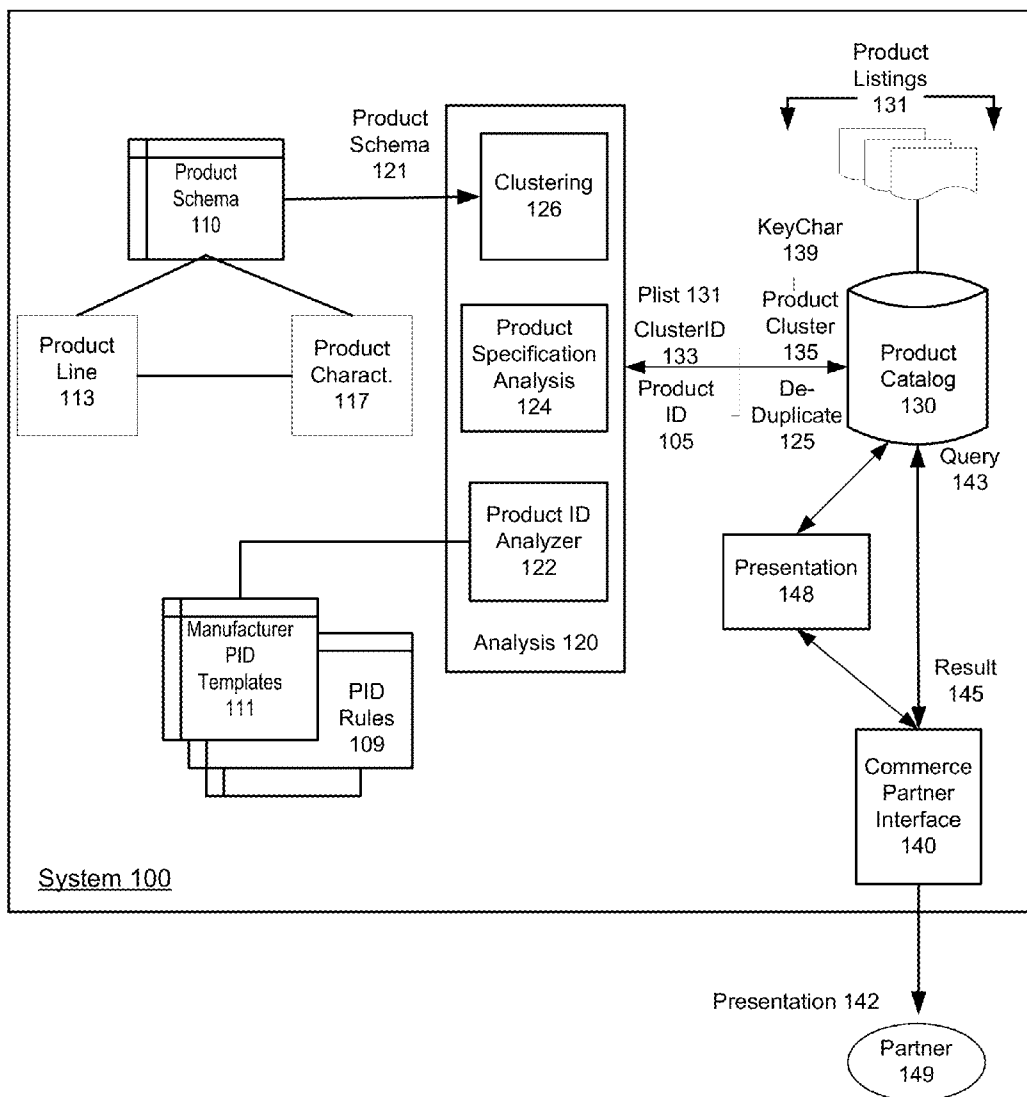 Product
Listings
131
Product
Schema
121
Product
Schema
110
Clustering
126
KeyChar
139
Plist 131
ClusterID
133
Product
Cluster
135
Product
ID
105
De-
Duplicate
125
Product
Catalog
130
Product
Line
113
Product
Charact.
117
Product
Specification
Analysis
124
Query
143
Product ID
Analyzer
122
Presentation
148
Analysis 120
Manufacturer
PID
Templates
111
PID
Rules
109
Result
145
Commerce
Partner
Interface
140
System 100
Presentation 142
Partner
149